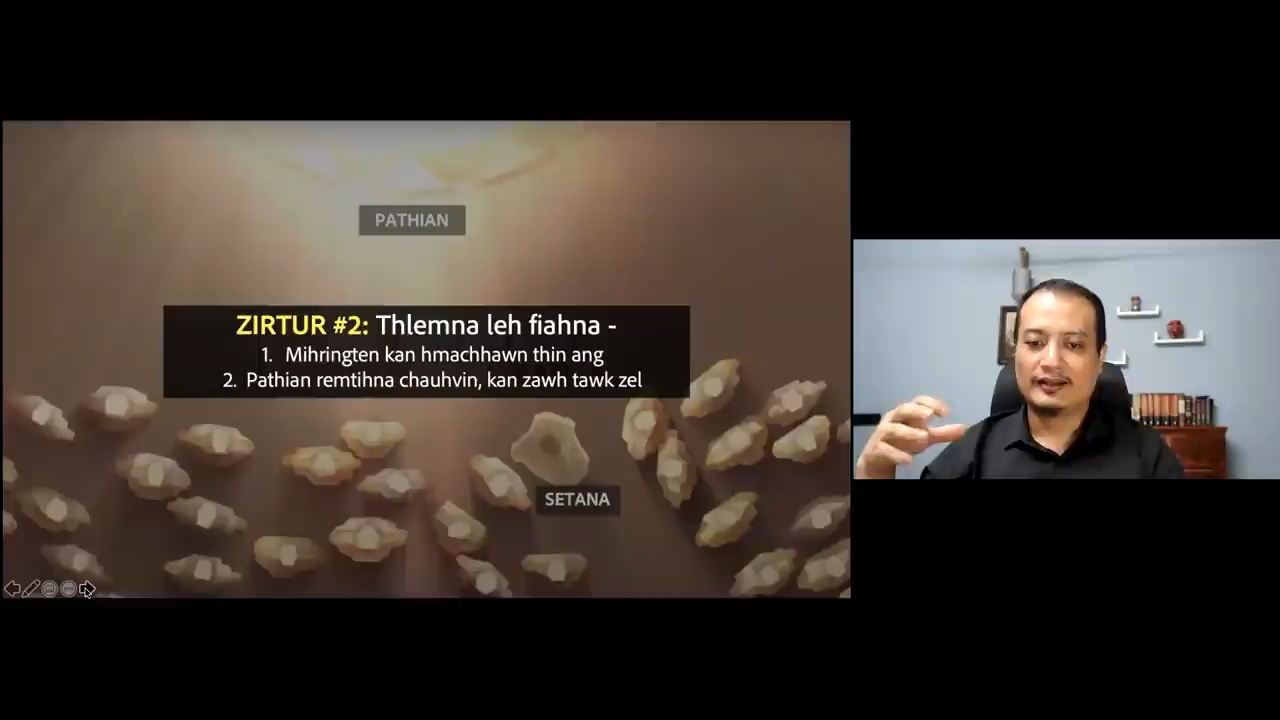 PATHIAN
ZIRTUR #2: Thlemna leh fiahna -
1. Mihringten kan hmachhawn thin ang
2. Pathian remtihna chauhvin, kan zawh tawk zel
SETANA